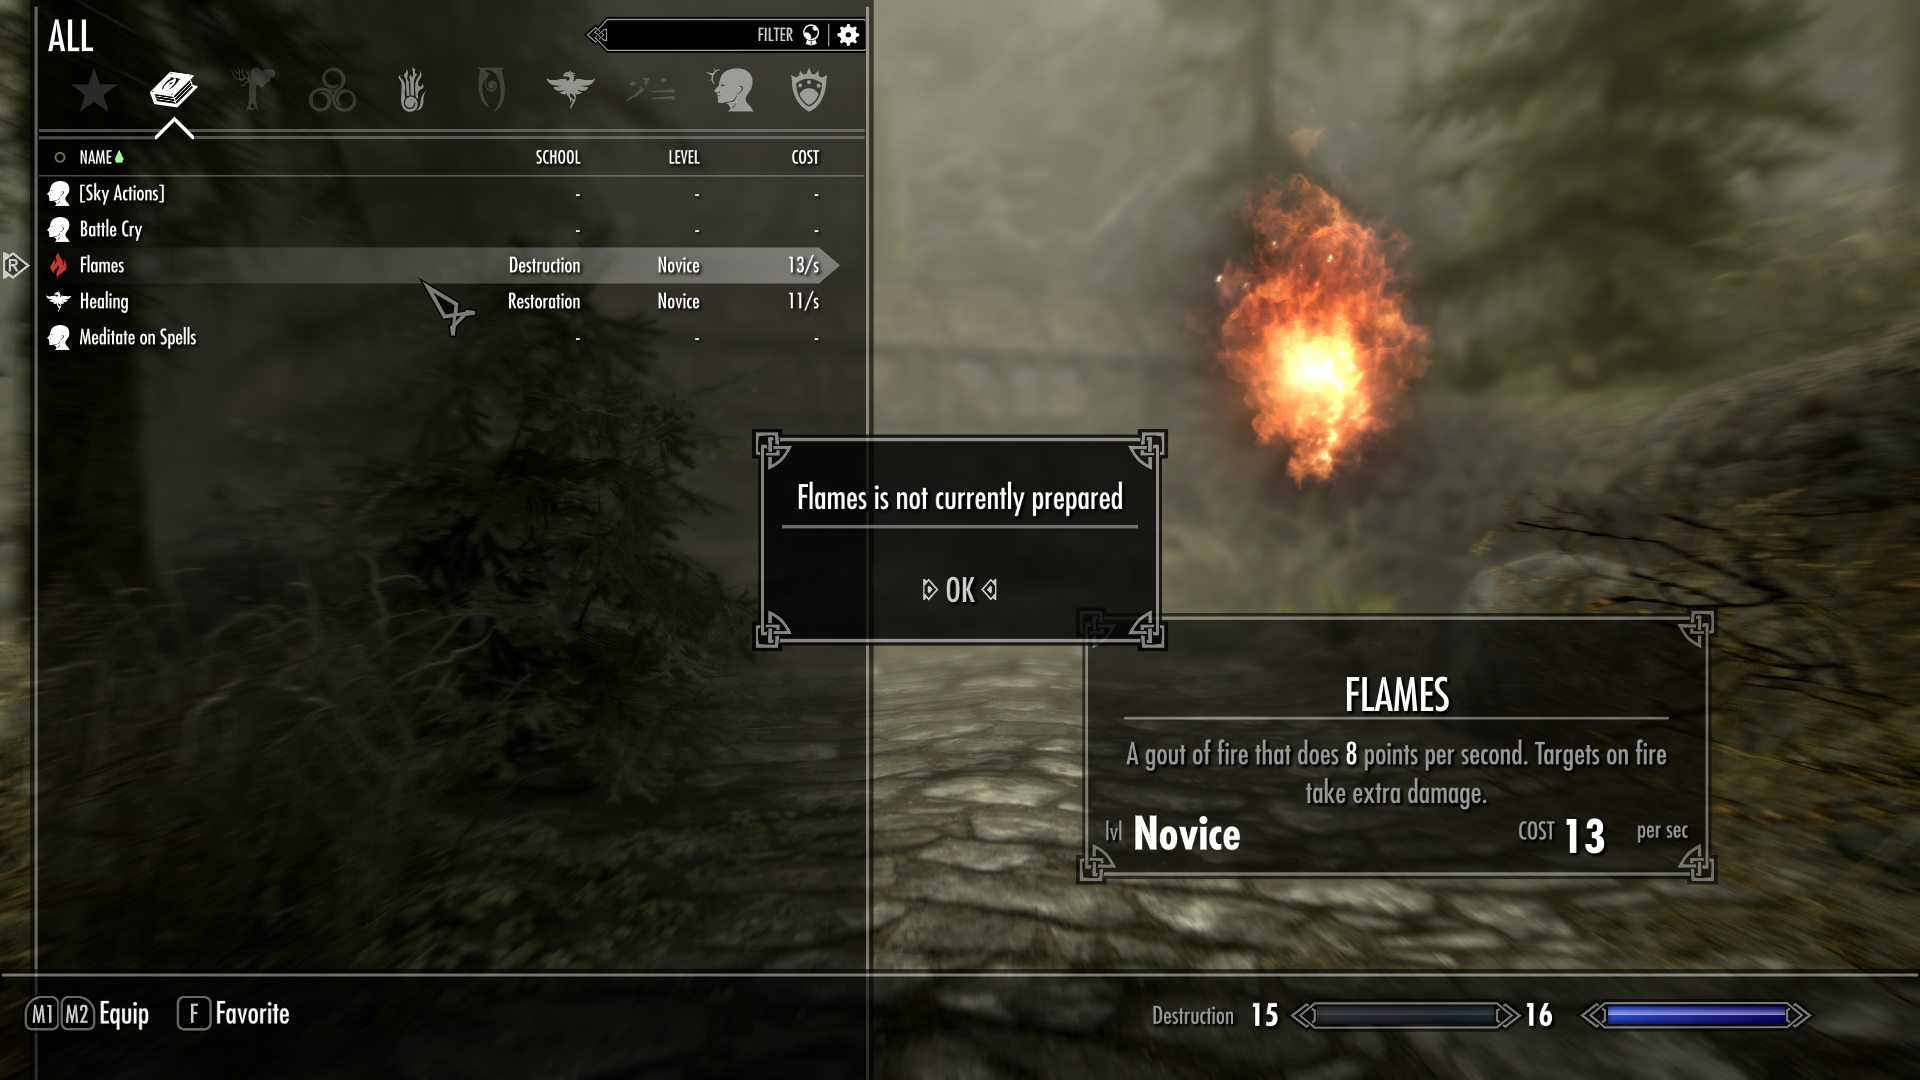 ALL
FILTER
NAME SCHOOL LEVEL COST
[Sky Actions] - - -
Battle Cry - - -
R
Flames Destruction Novice 13/s
Healing Restoration Novice 11/s
Meditate on Spells - - -
Flames is not currently prepared
OK
FLAMES
A gout of fire that does 8 points per second. Targets on fire
take extra damage.
lvl Novice COST 13 per sec
M1 M2 Equip F Favorite Destruction 15 16